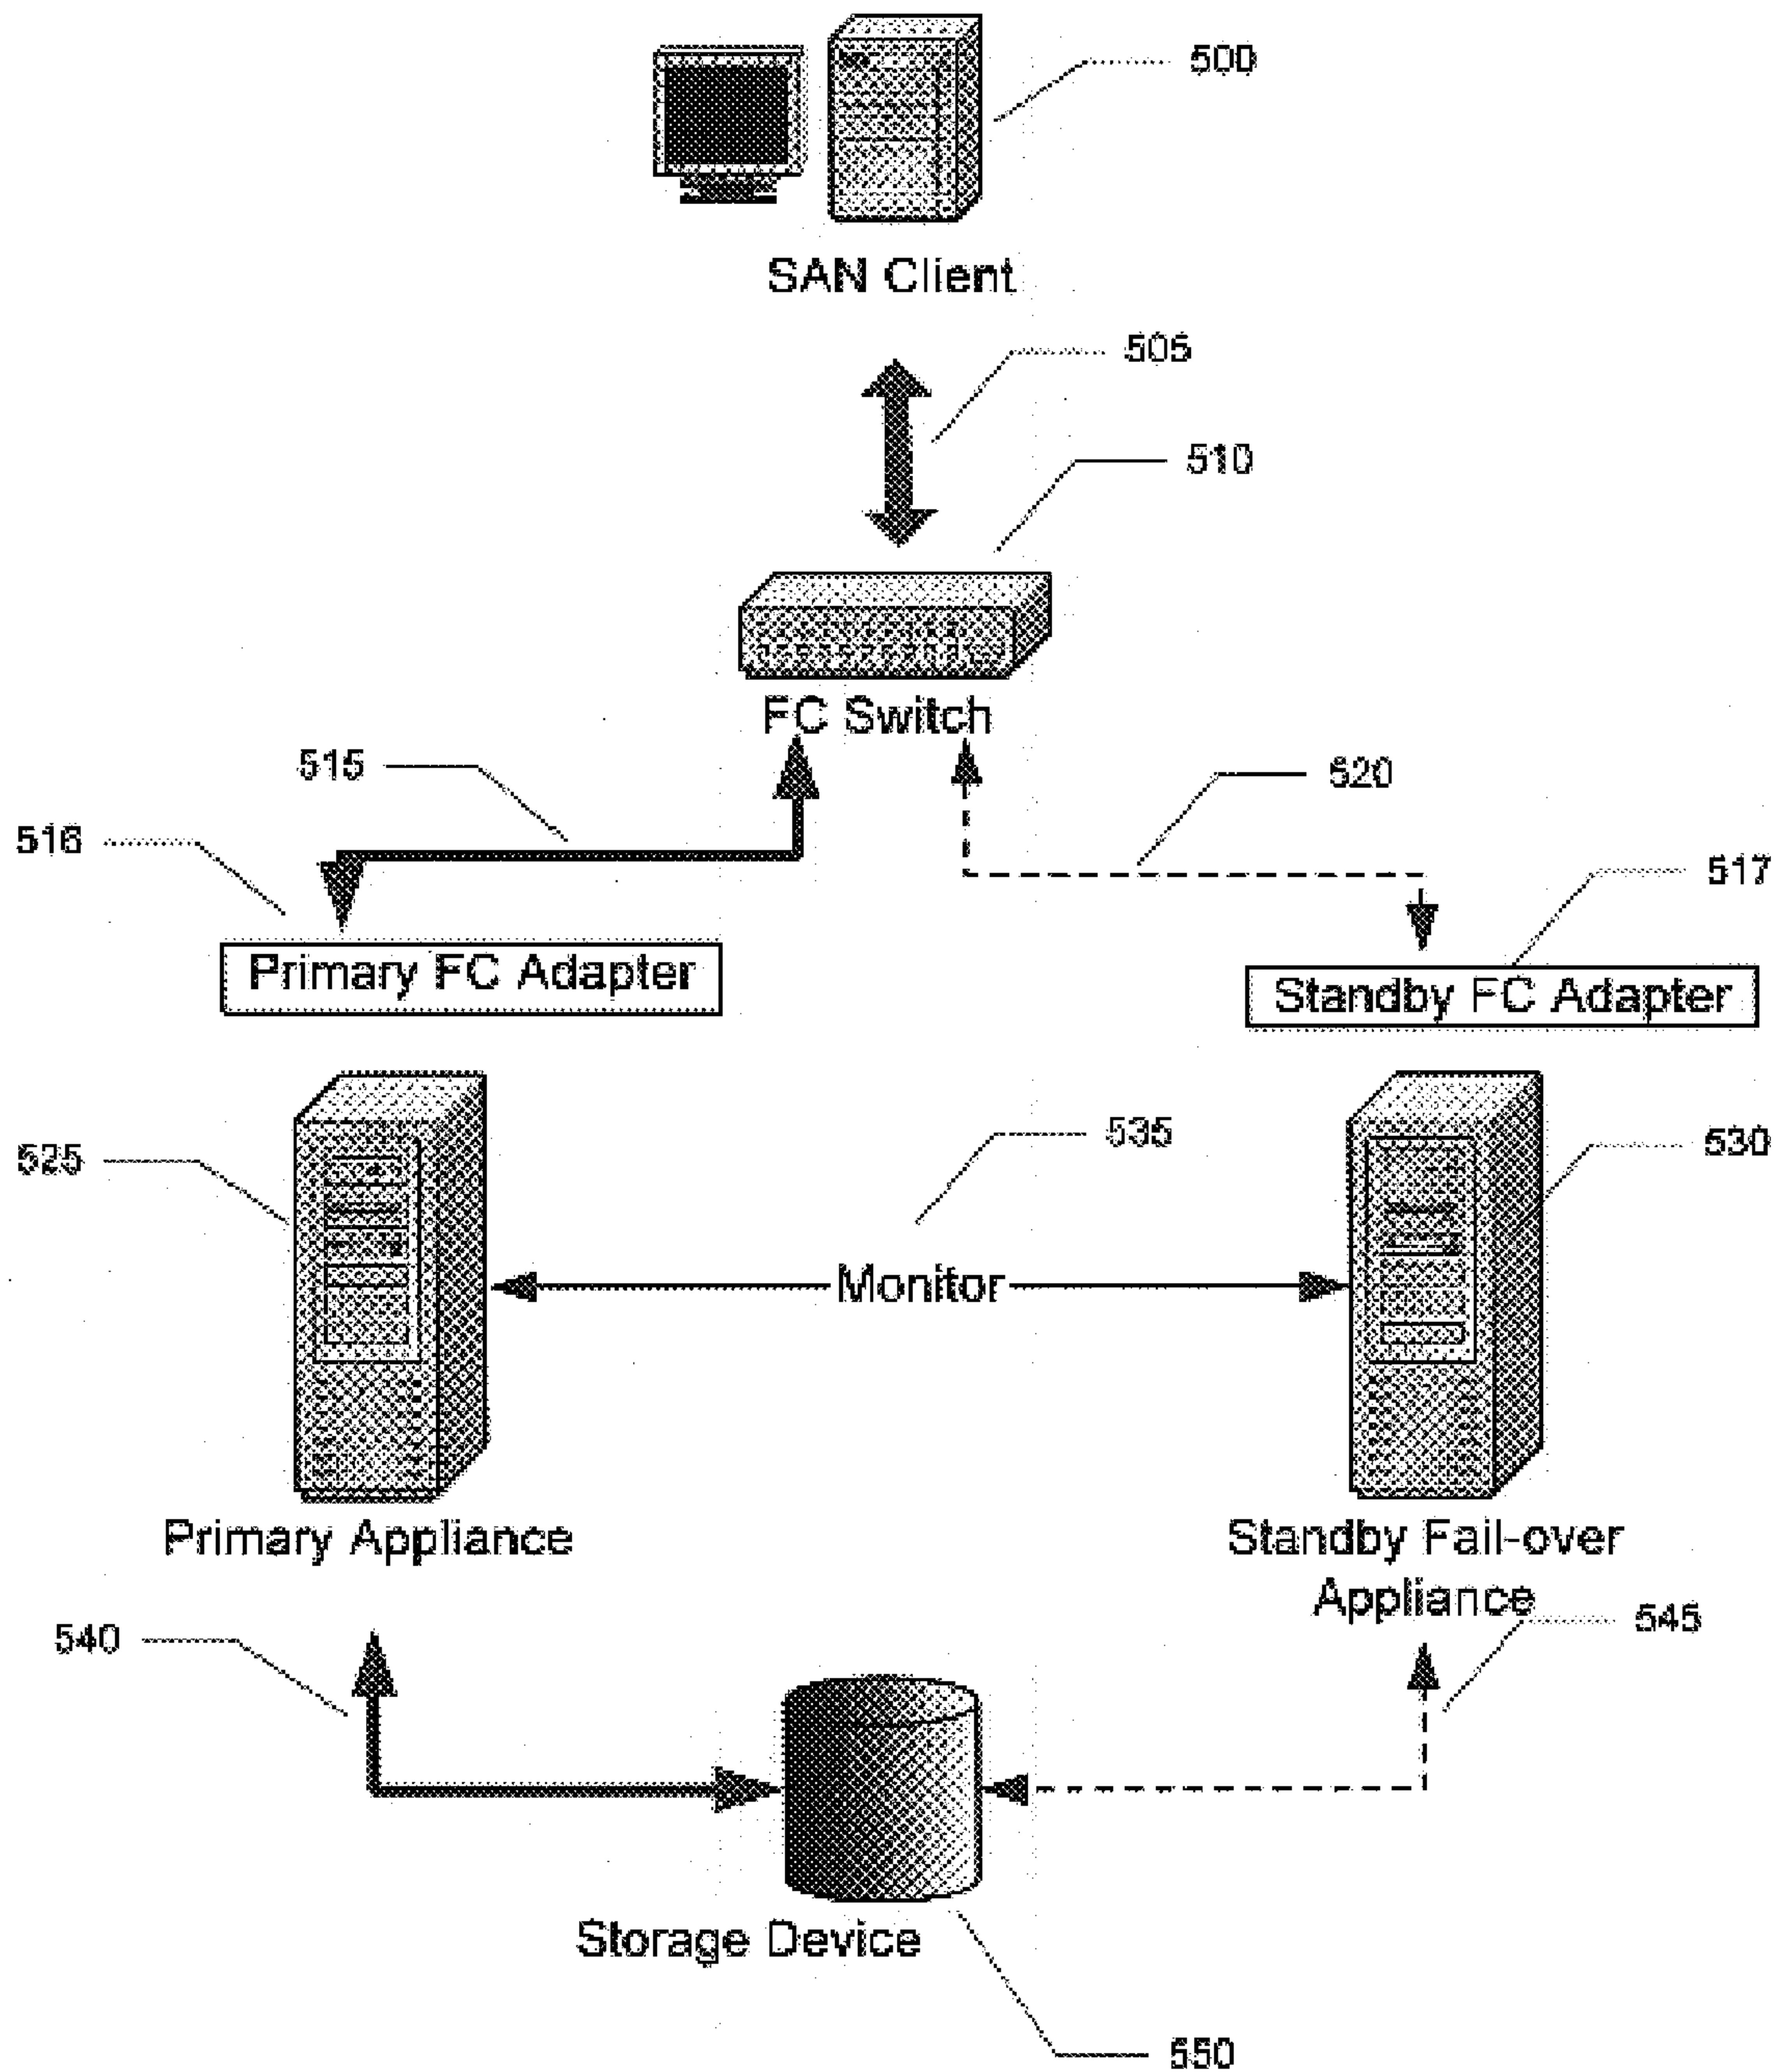 500
SAN Client
505
510
FC Switch
515
520
516
517
Primary FC Adapter
Standby FC Adapter
525
535
530
Monitor
Primary Appliance
Standby Fail-over
Appliance
540
545
Storage Device
550